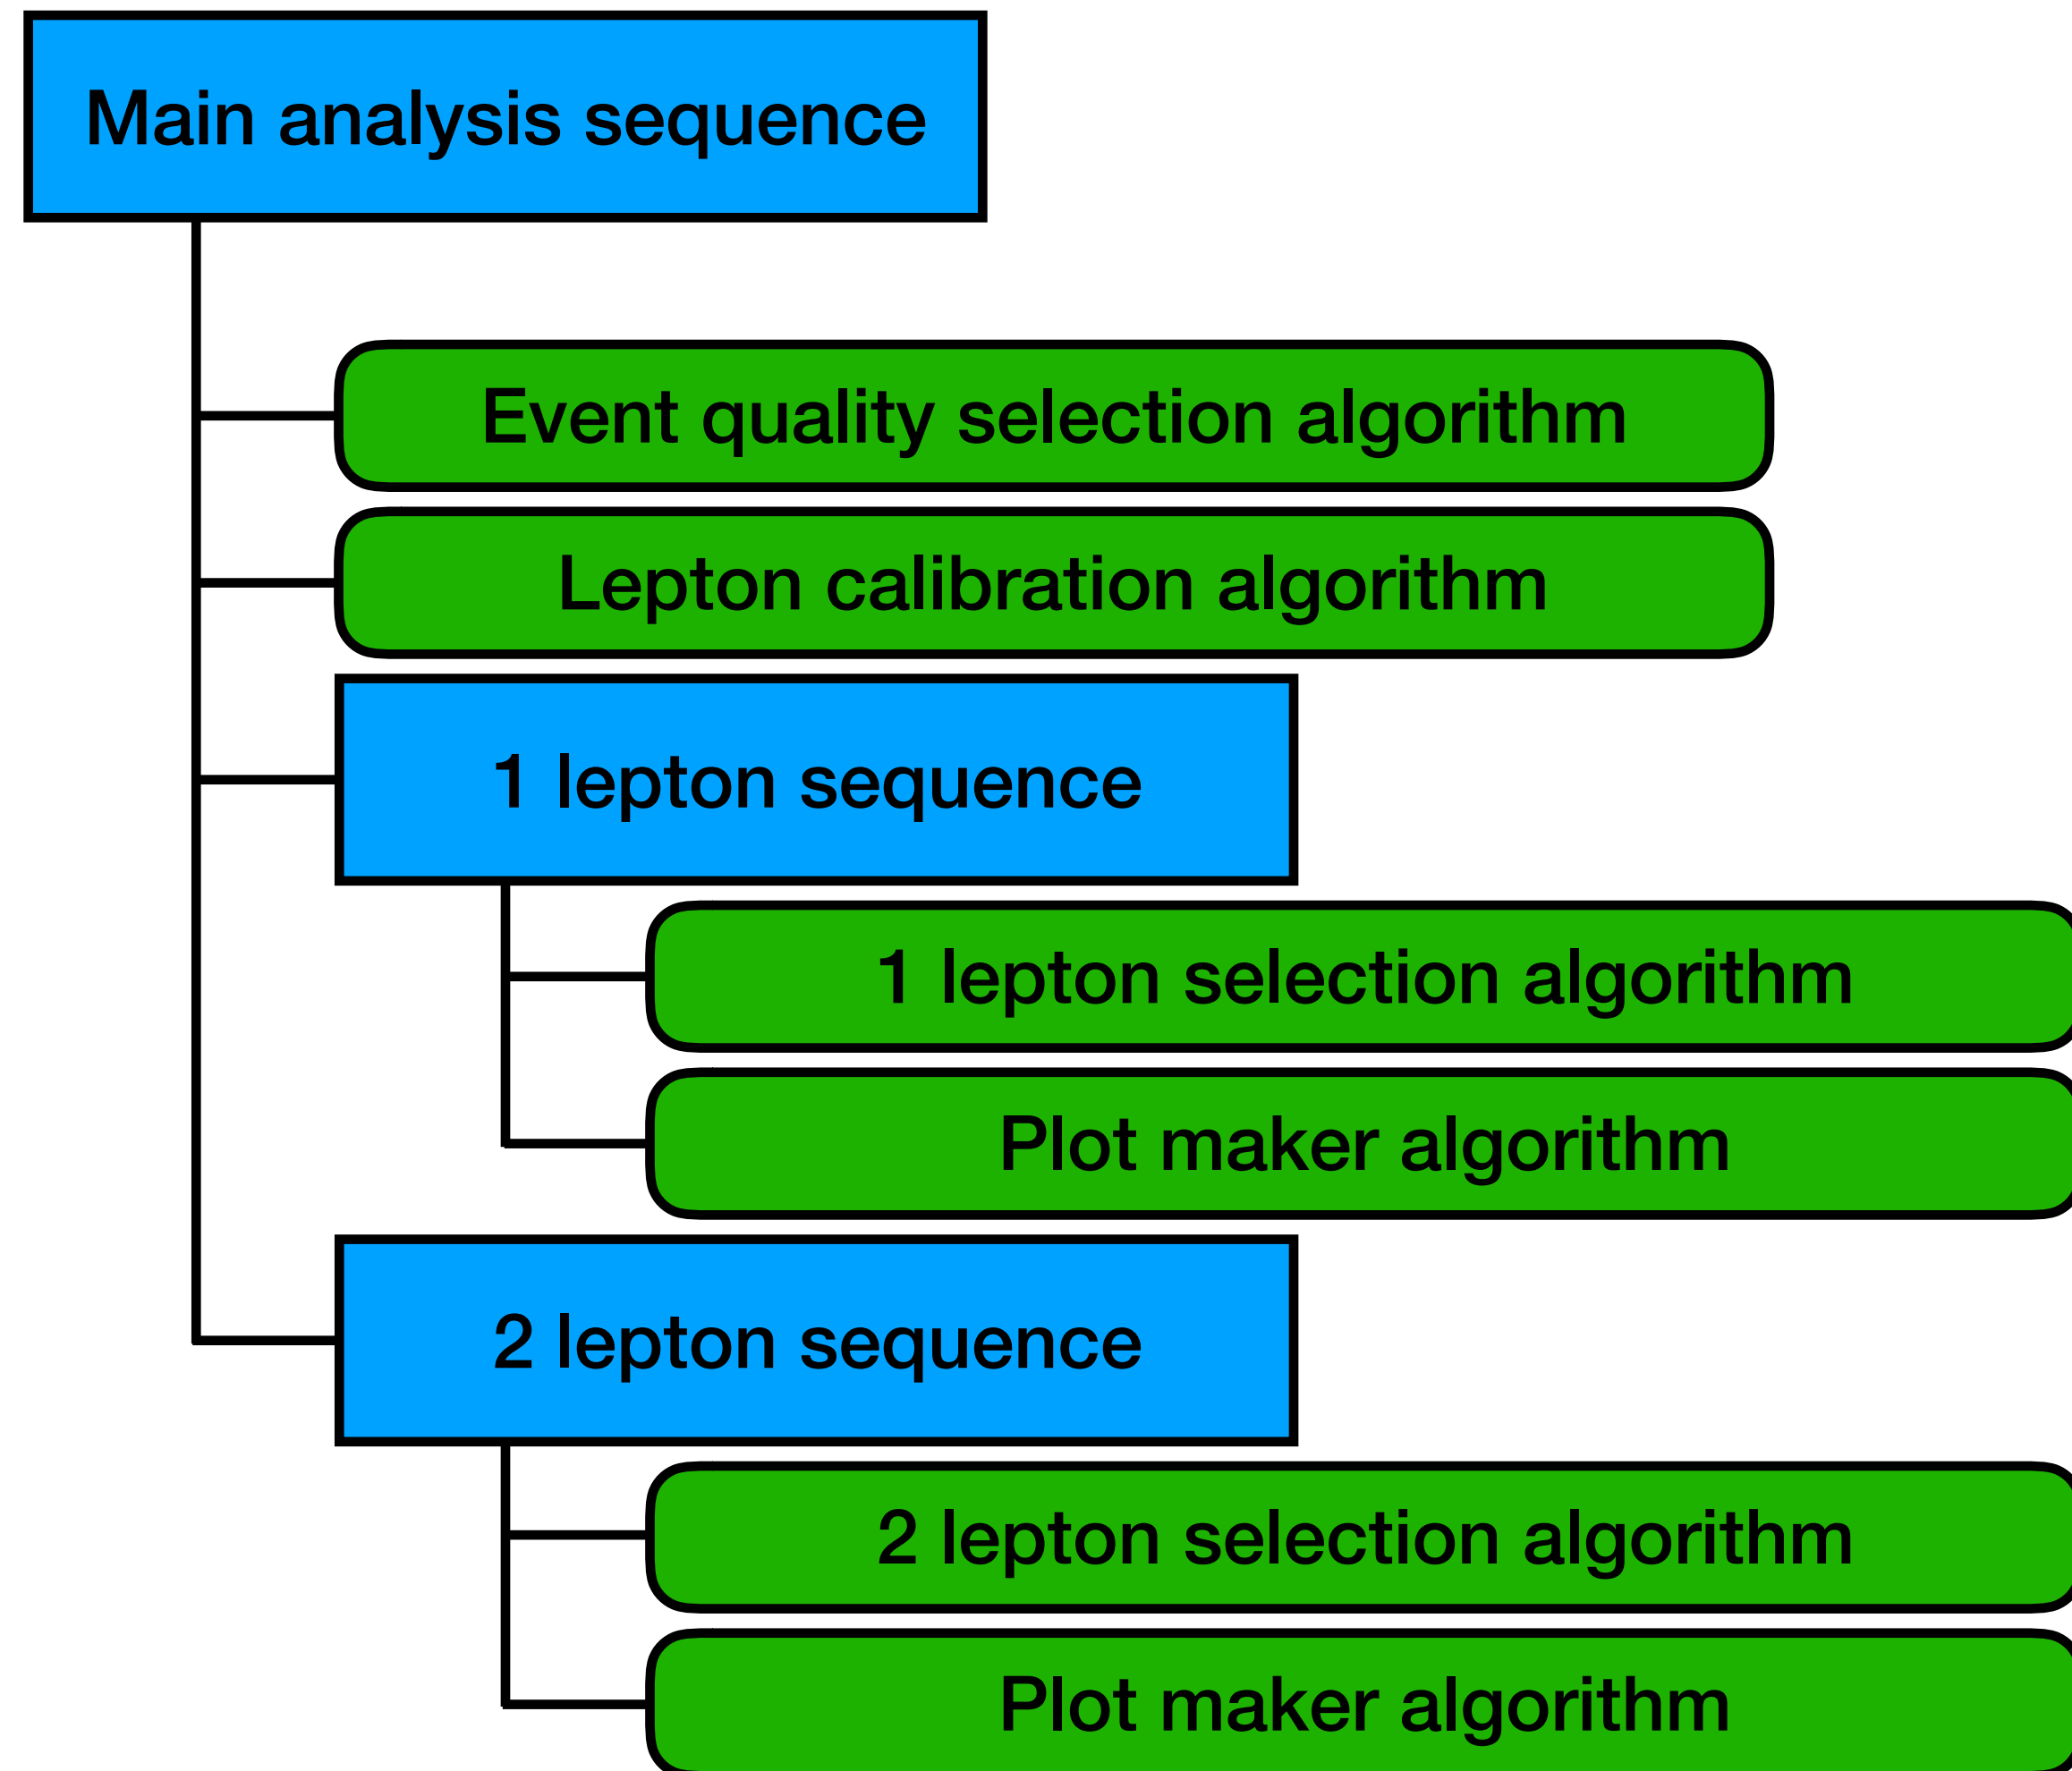 Main analysis sequence
Event quality selection algorithm
Lepton calibration algorithm
1 lepton sequence
1 lepton selection algorithm
Plot maker algorithm
2 lepton sequence
2 lepton selection algorithm
Plot maker algorithm